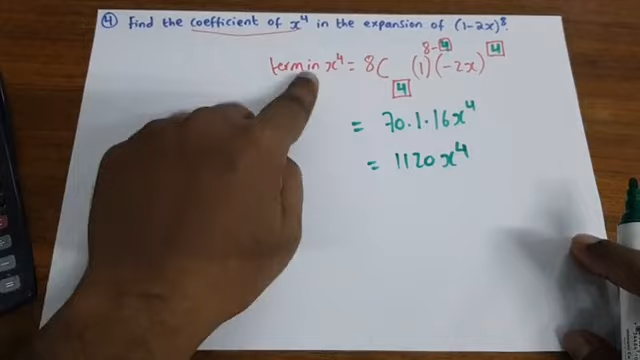 ④ Find the coefficient of x⁴ in the expansion of (1-2x)⁸.
term in x⁴ = 8C₄ (1)⁸⁻⁴ (-2x)⁴
= 70.1.16x⁴
= 1120x⁴